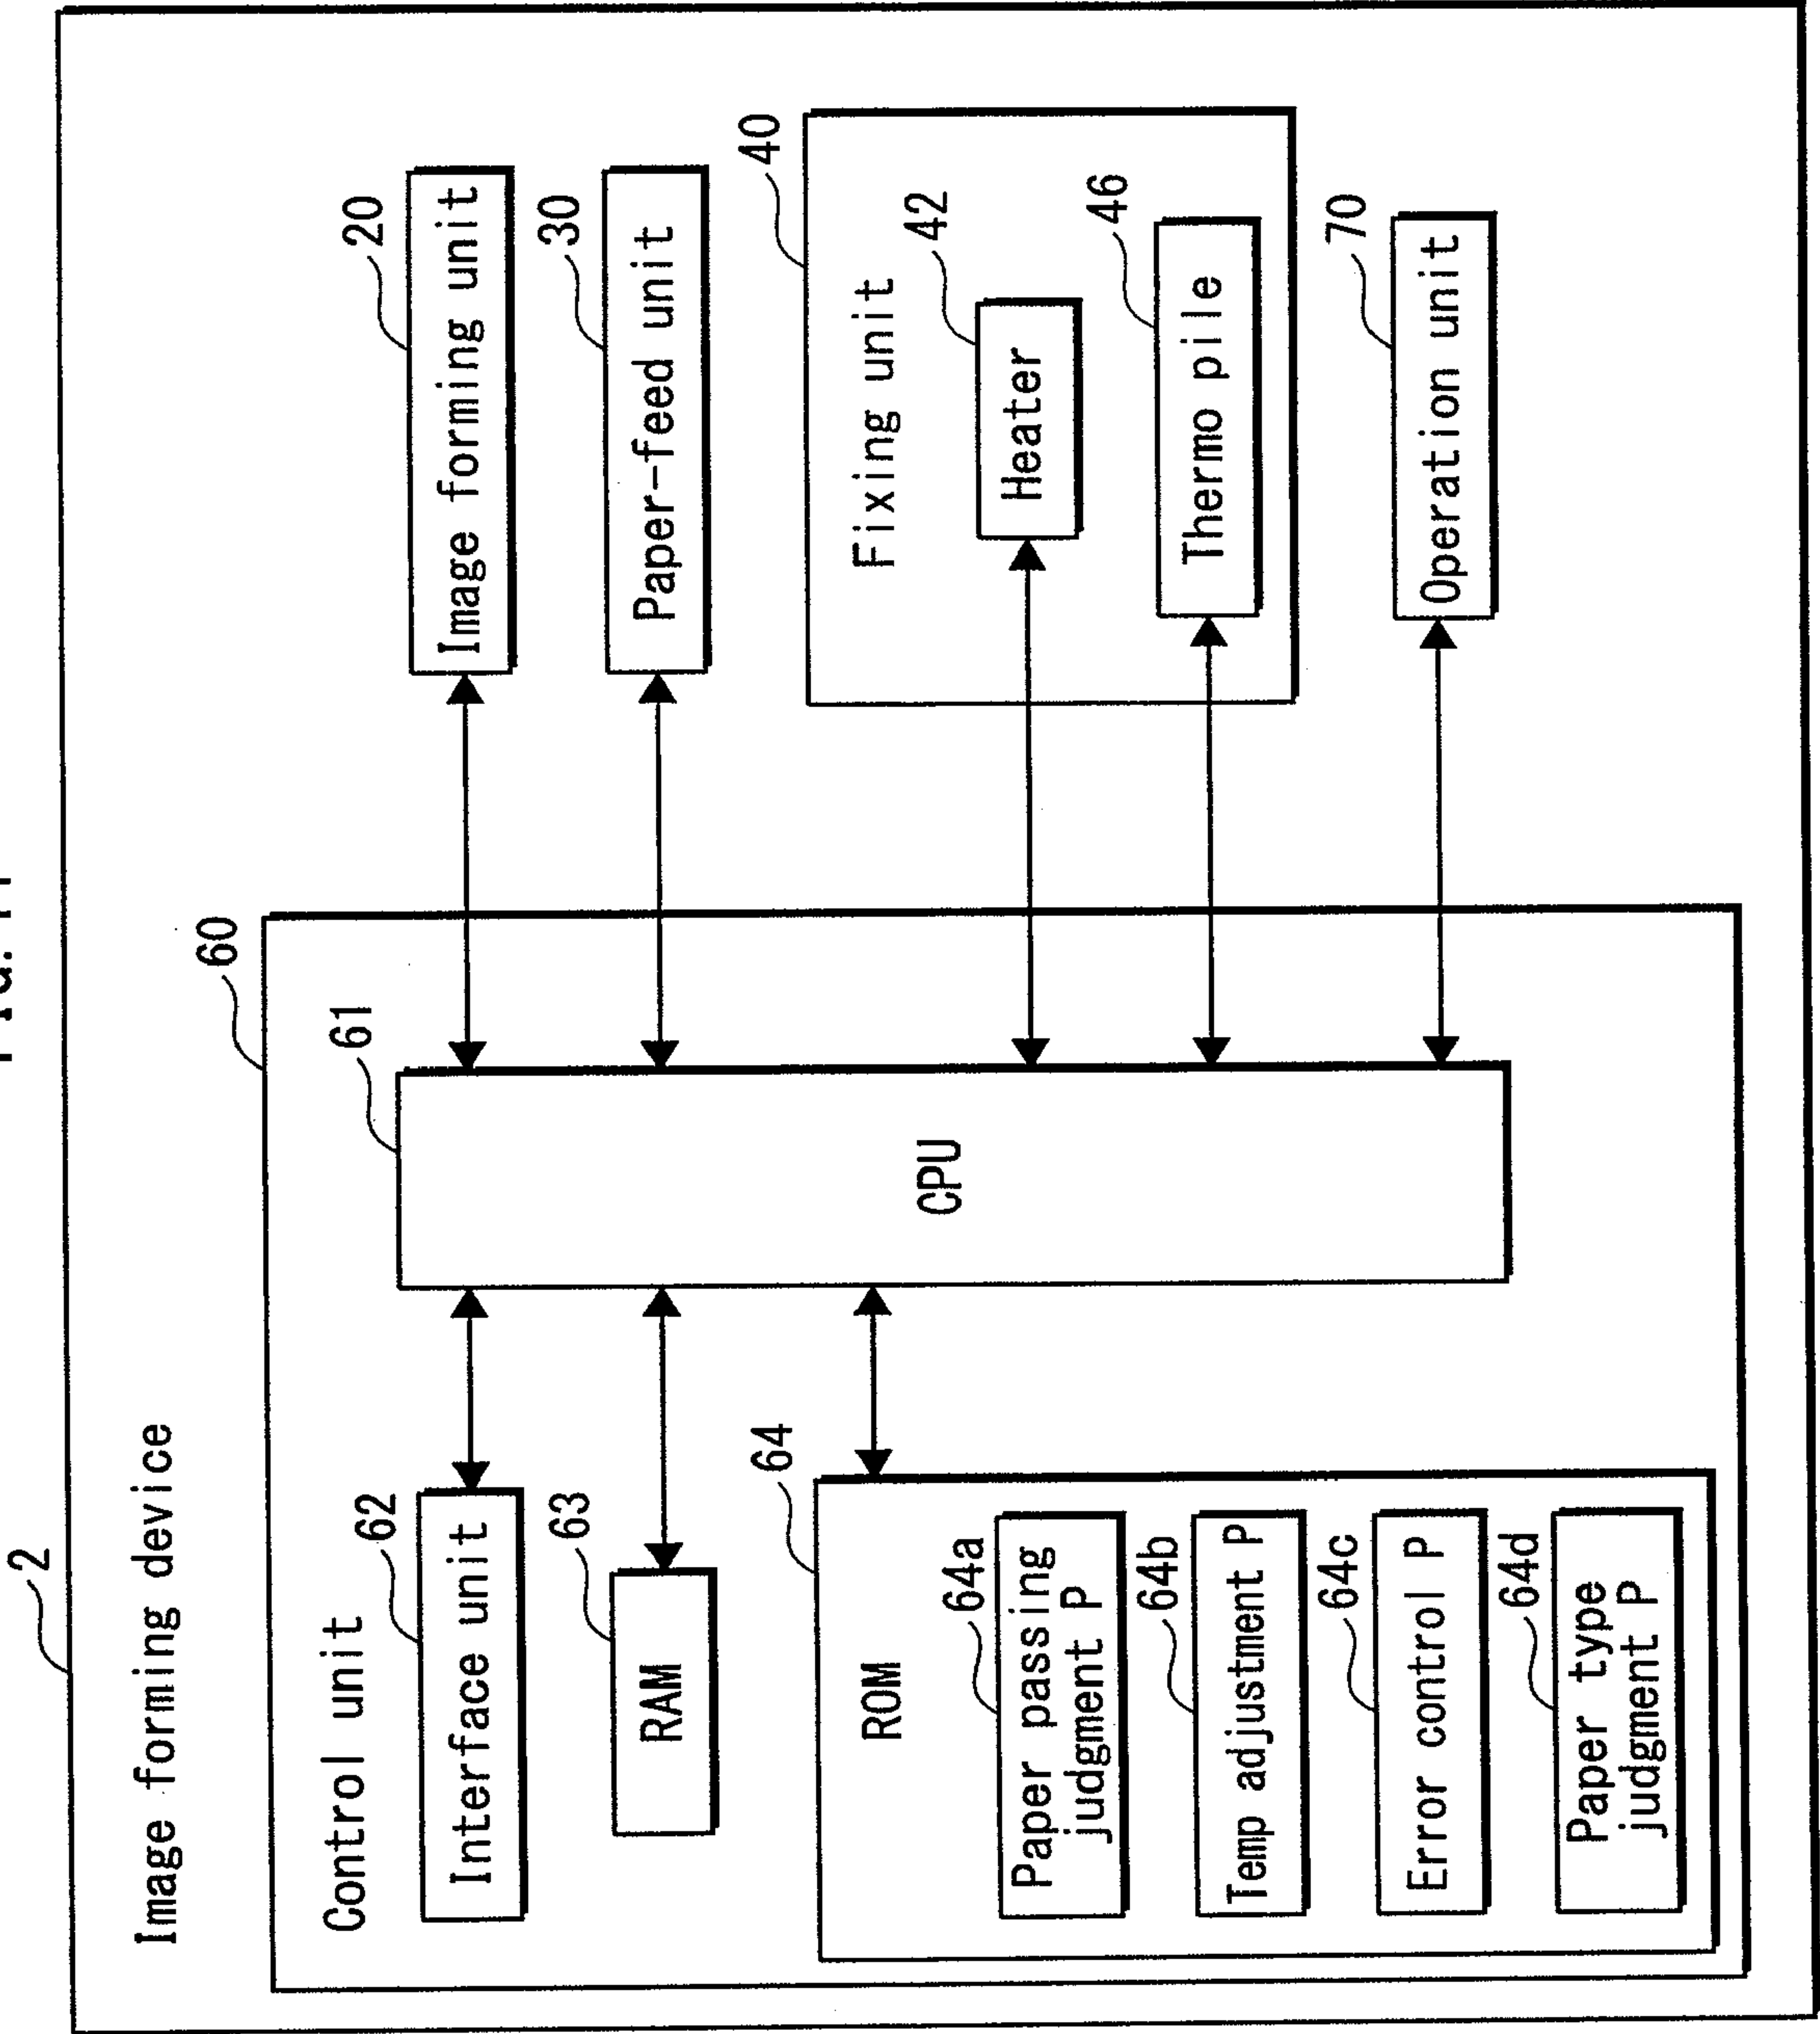 2
Image forming device
60
Control unit
62
Interface unit
63
RAM
64
ROM
64a
Paper passing
judgment P
64b
Temp adjustment P
64c
Error control P
64d
Paper type
judgment P
61
CPU
20
Image forming unit
30
Paper-feed unit
40
Fixing unit
42
Heater
46
Thermo pile
70
Operation unit